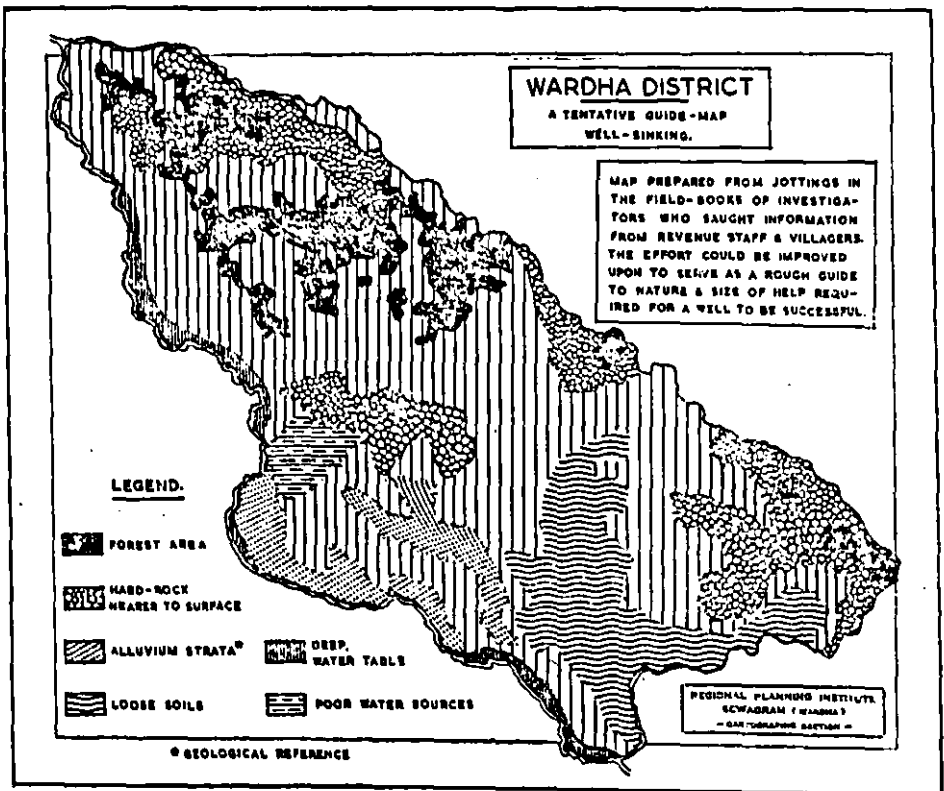 WARDHA DISTRICT
A TENTATIVE GUIDE-MAP
WELL-SINKING.
MAP PREPARED FROM JOTTINGS IN
THE FIELD-BOOKS OF INVESTIGA-
TORS WHO SAUGHT INFORMATION
FROM REVENUE STAFF & VILLAGERS.
THE EFFORT COULD BE IMPROVED
UPON TO SERVE AS A ROUGH GUIDE
TO NATURE & SIZE OF HELP REQU-
IRED FOR A WELL TO BE SUCCESSFUL.
LEGEND.
FOREST AREA
HARD-ROCK
NEARER TO SURFACE
ALLUVIUM STRATA*
DEEP,
WATER TABLE
LOOSE SOILS
POOR WATER SOURCES
* GEOLOGICAL REFERENCE
REGIONAL PLANNING INSTITUTE
SEWAGRAM (WARDHA)
- CARTOGRAPHIC SECTION -